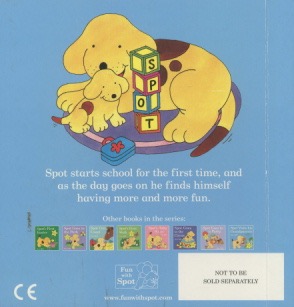 S
P
O
T
Spot starts school for the first time, and
as the day goes on he finds himself
having more and more fun.
Other books in the series:
CE
Fun
with
Spot
www.funwithspot.com
NOT TO BE
SOLD SEPARATELY